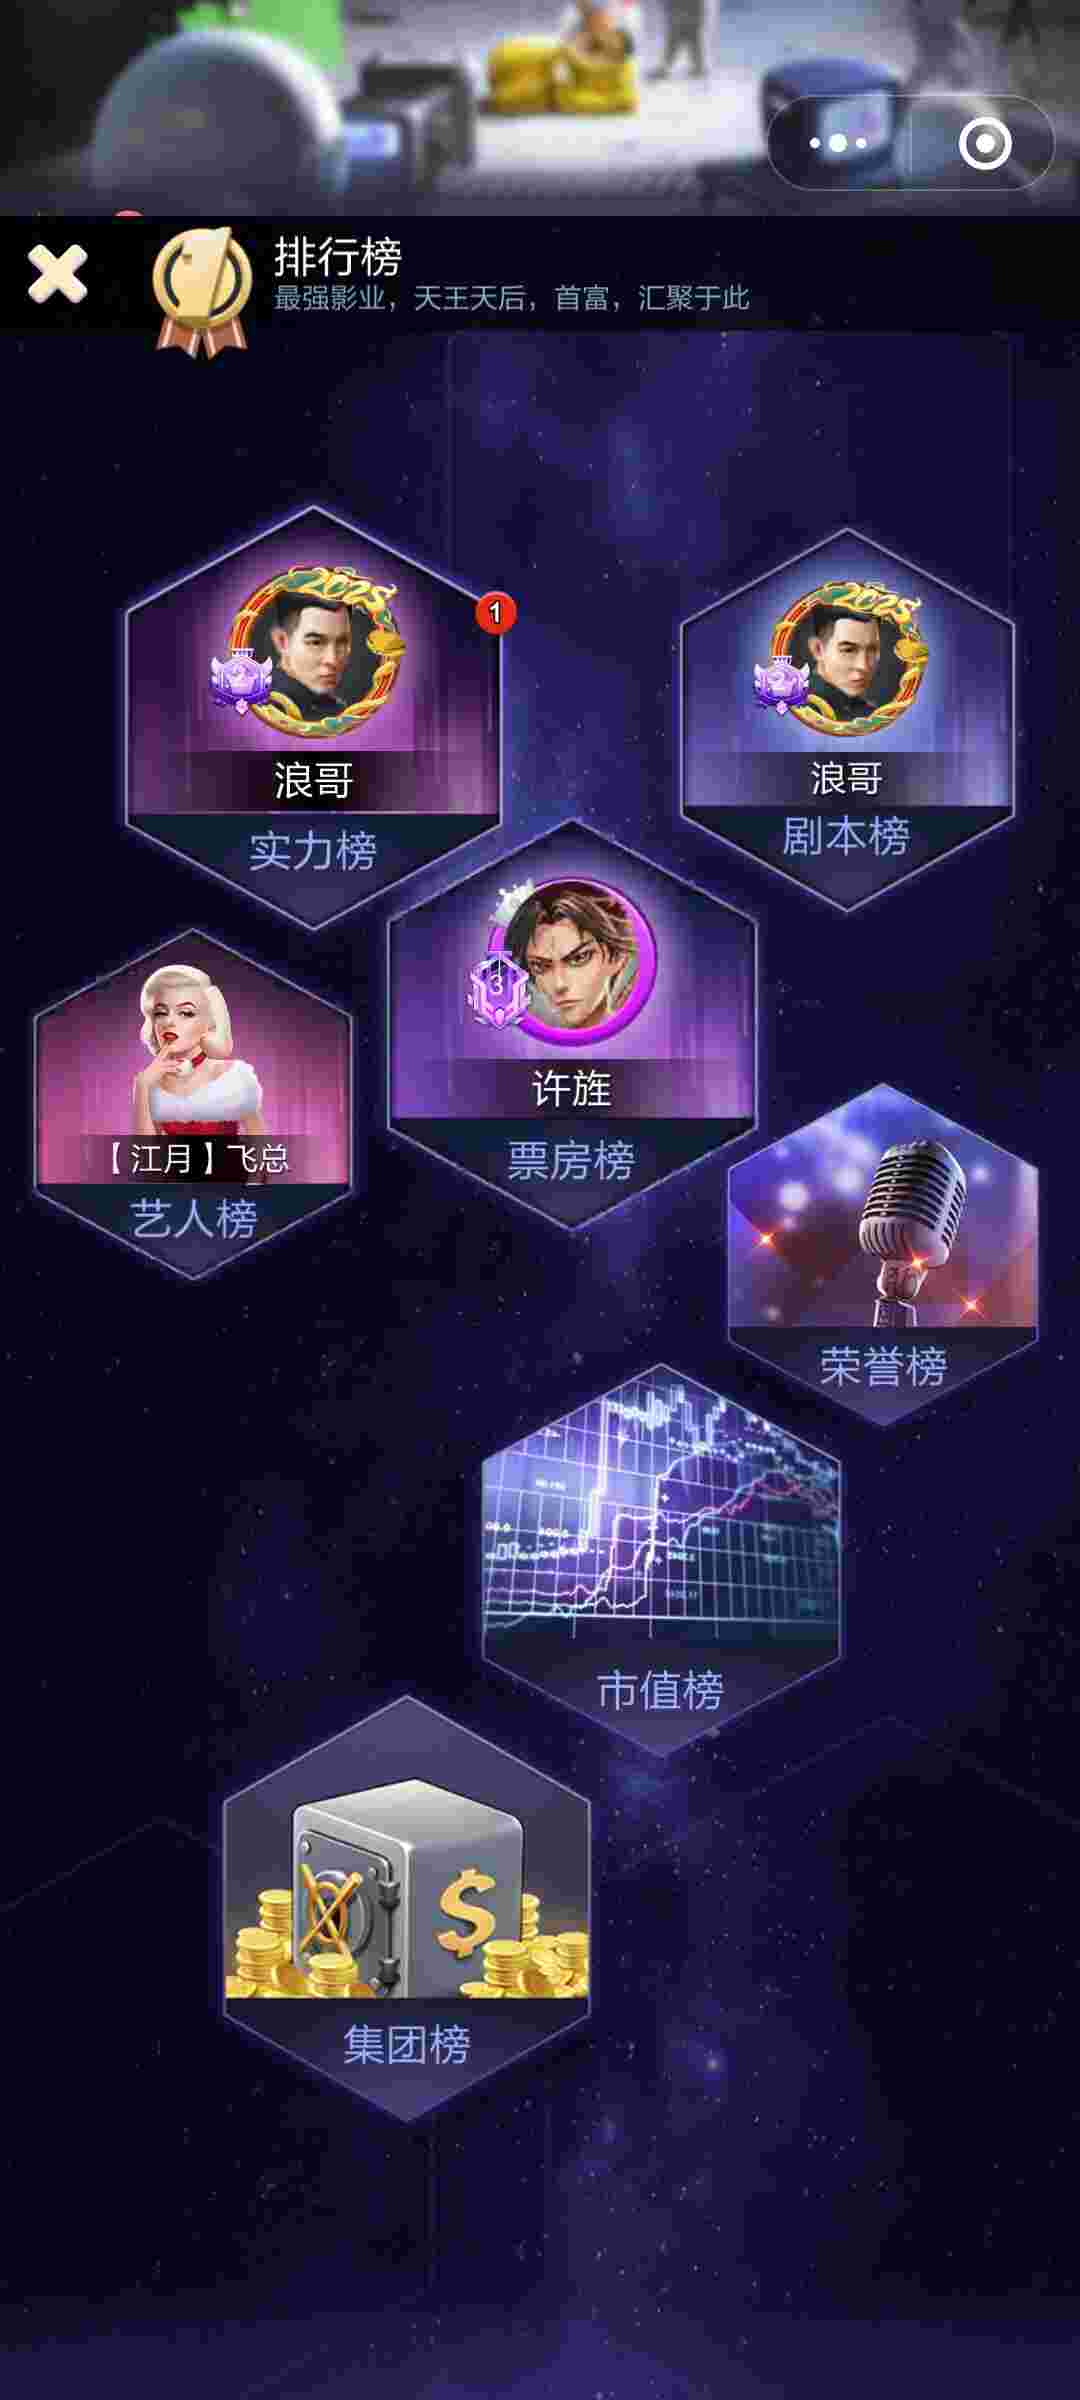 排行榜
最强影业，天王天后，首富，汇聚于此
2025
2
浪哥
实力榜
1
2025
2
浪哥
剧本榜
3
许旌
票房榜
【江月】飞总
艺人榜
荣誉榜
市值榜
$
集团榜